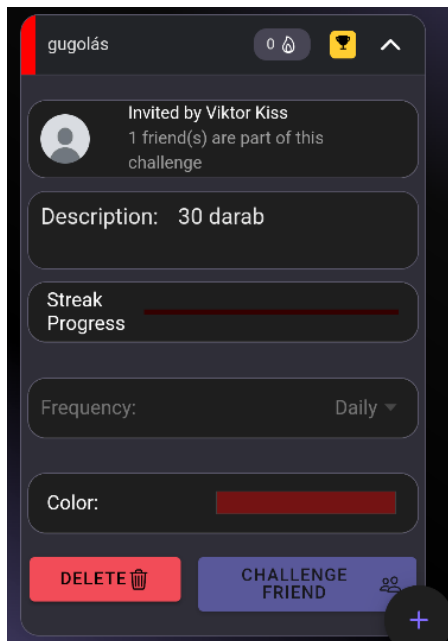 gugolás
0
Invited by Viktor Kiss
1 friend(s) are part of this
challenge
Description: 30 darab
Streak
Progress
Frequency: Daily
Color:
DELETE
CHALLENGE
FRIEND
+